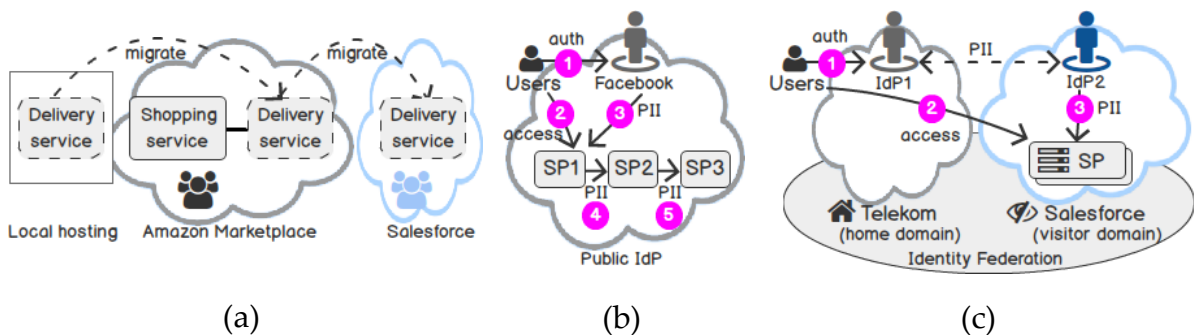 migrate
migrate
Delivery
service
Shopping
service
Delivery
service
Delivery
service
Local hosting
Amazon Marketplace
Salesforce
(a)
auth
1
Users
Facebook
2
access
3
PII
SP1
SP2
SP3
PII
PII
4
5
Public IdP
(b)
auth
1
Users
IdP1
PII
IdP2
2
access
3
PII
SP
Telekom
(home domain)
Salesforce
(visitor domain)
Identity Federation
(c)